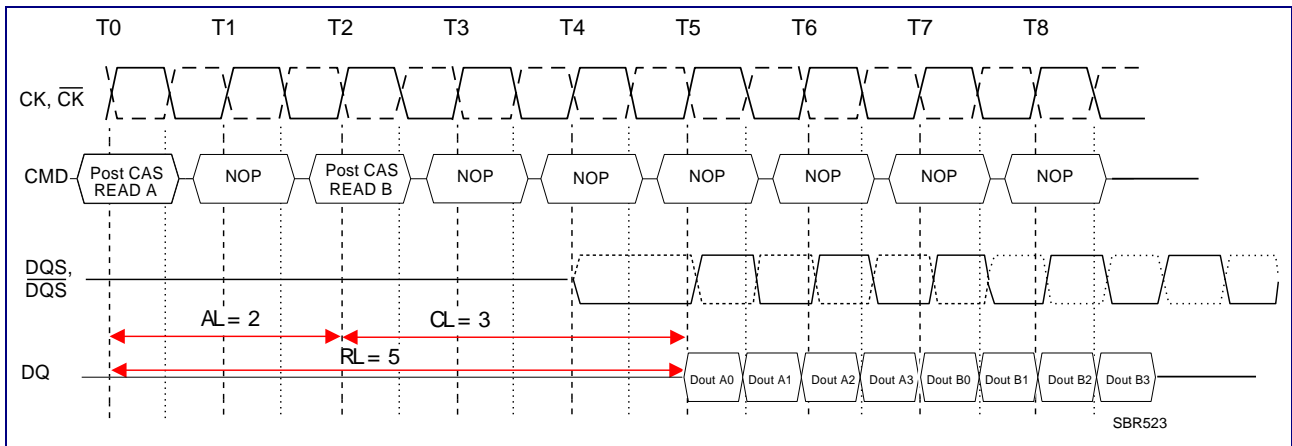 T0 T1 T2 T3 T4 T5 T6 T7 T8
CK, CK
CMD
Post CAS
READ A
NOP
Post CAS
READ B
NOP
NOP
NOP
NOP
NOP
NOP
DQS,
DQS
AL = 2
CL = 3
RL = 5
DQ
Dout A0 Dout A1 Dout A2 Dout A3 Dout B0 Dout B1 Dout B2 Dout B3
SBR523